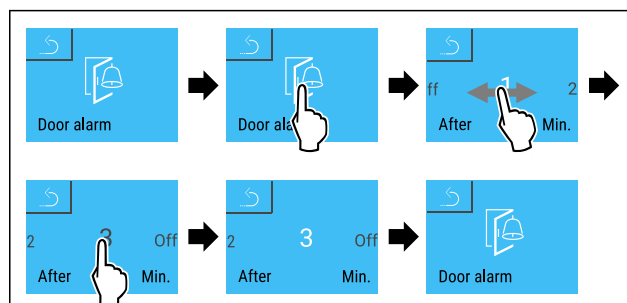 Door alarm
Door ala
ff 1 2
After Min.
2 3 Off
After Min.
2 3 Off
After Min.
Door alarm